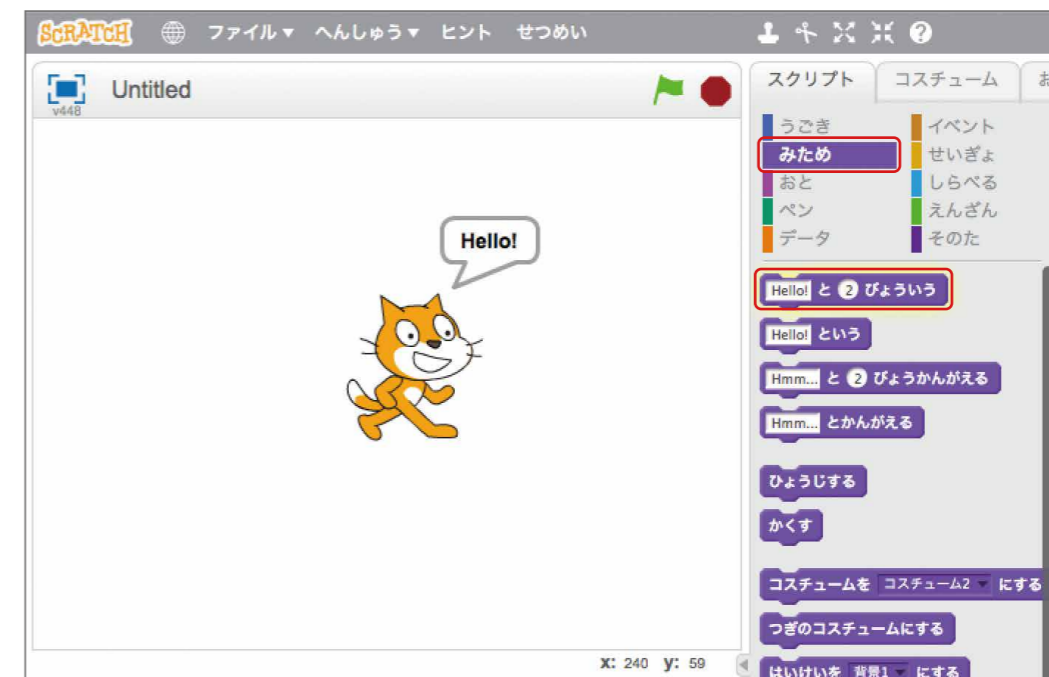 SCRATCH ファイル▼ へんしゅう▼ ヒント せつめい
Untitled
v448
スクリプト コスチューム お
うごき イベント
みため せいぎょ
おと しらべる
ペン えんざん
データ そのた
Hello!
Hello! と 2 びょういう
Hello! という
Hmm... と 2 びょうかんがえる
Hmm... とかんがえる
ひょうじする
かくす
コスチュームを コスチューム2 にする
つぎのコスチュームにする
はいけいを 背景1 にする
X: 240 y: 59